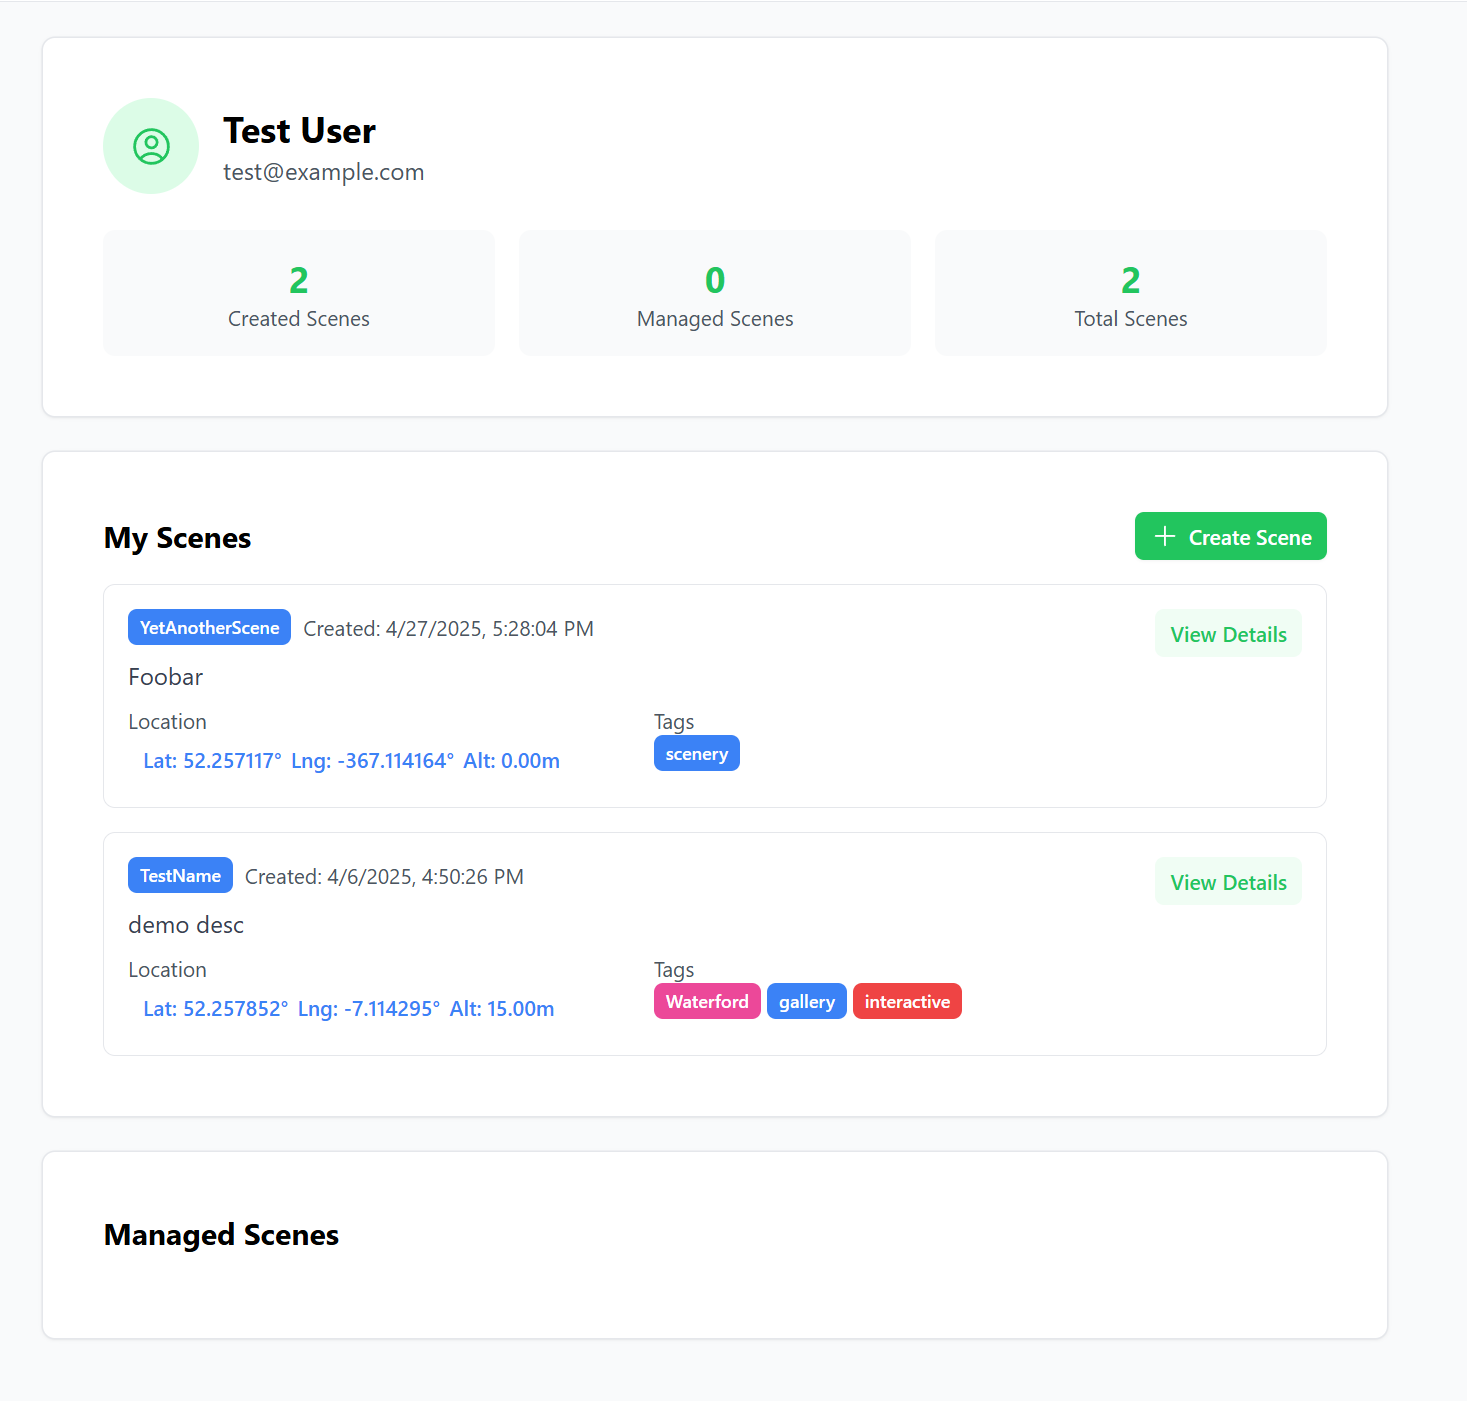 Test User
test@example.com
2
Created Scenes
0
Managed Scenes
2
Total Scenes
My Scenes
Create Scene
YetAnotherScene Created: 4/27/2025, 5:28:04 PM
View Details
Foobar
Location
Lat: 52.257117° Lng: -367.114164° Alt: 0.00m
Tags
scenery
TestName Created: 4/6/2025, 4:50:26 PM
View Details
demo desc
Location
Lat: 52.257852° Lng: -7.114295° Alt: 15.00m
Tags
Waterford gallery interactive
Managed Scenes